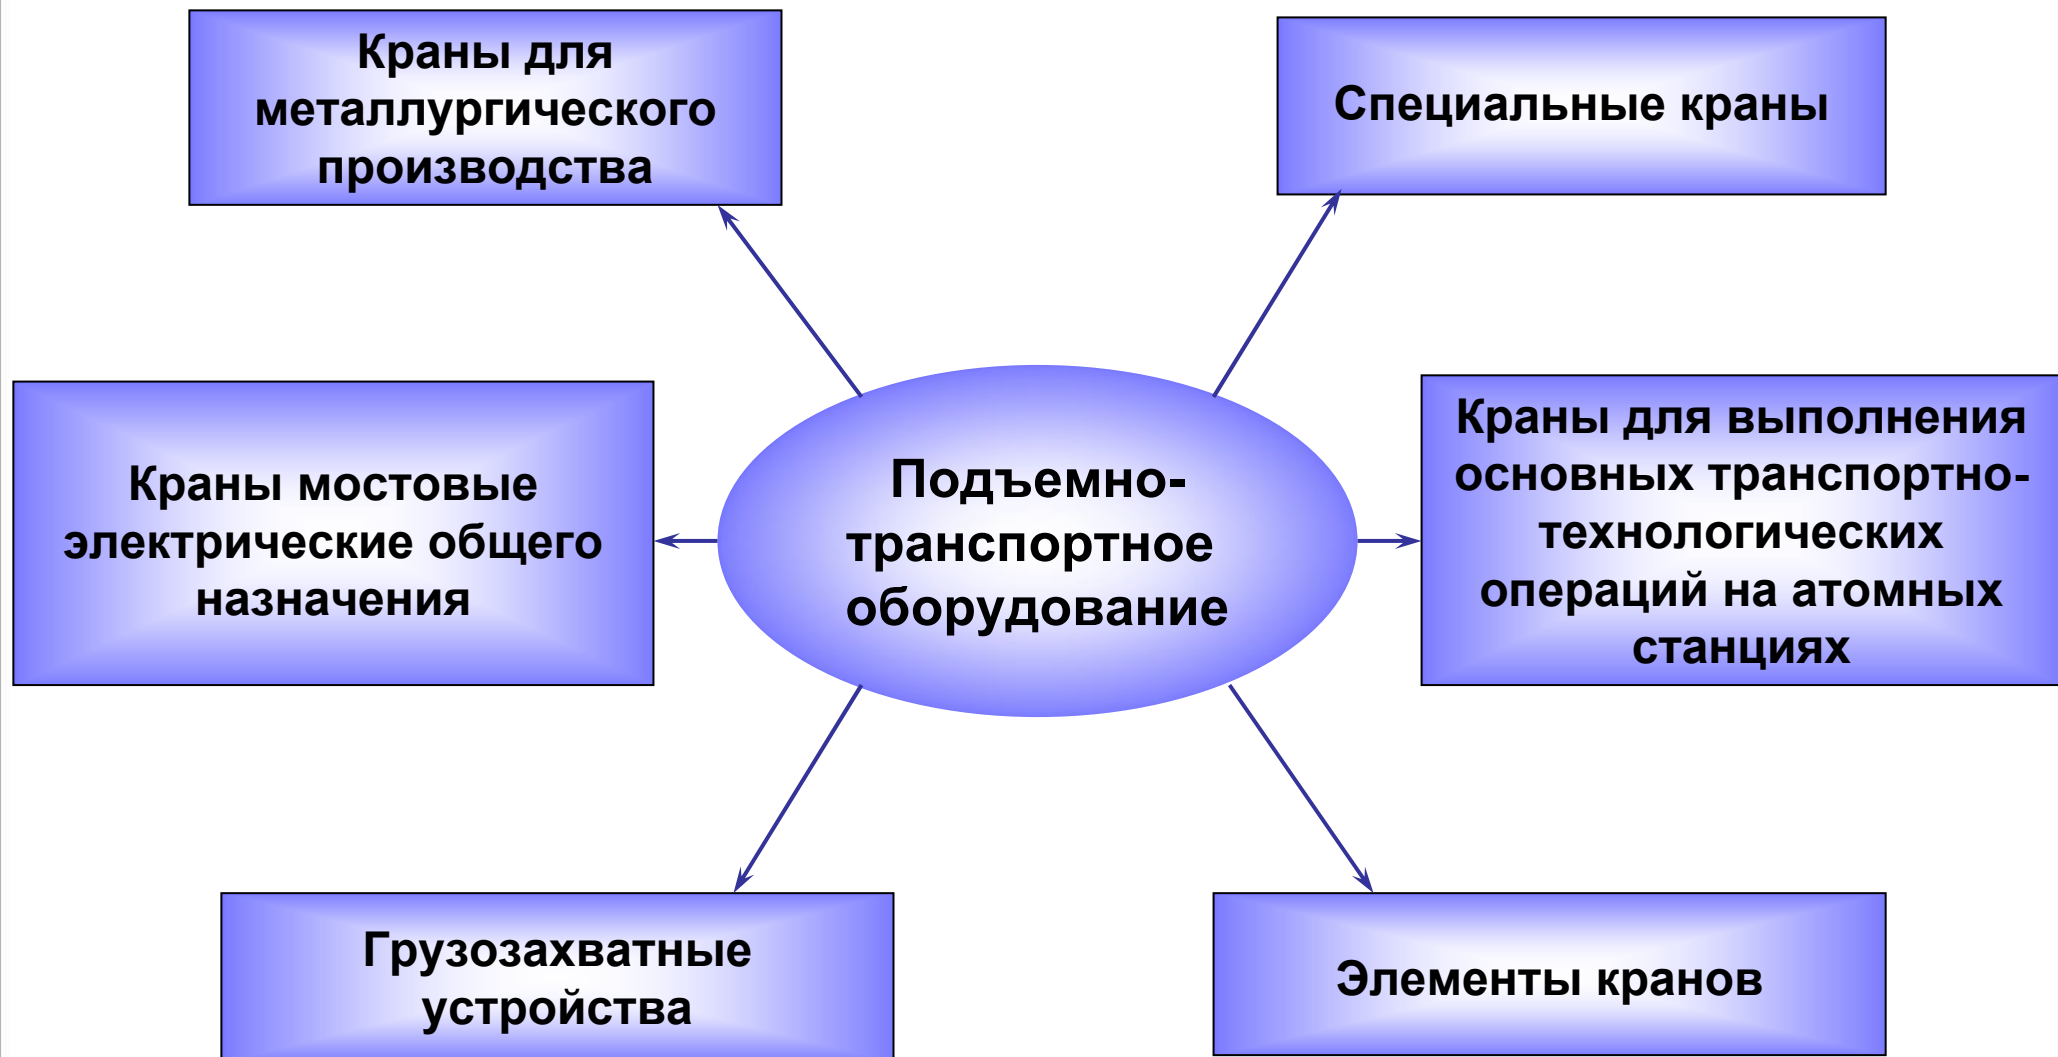 Краны для
металлургического
производства
Специальные краны
Краны мостовые
электрические общего
назначения
Подъемно-
транспортное
оборудование
Краны для выполнения
основных транспортно-
технологических
операций на атомных
станциях
Грузозахватные
устройства
Элементы кранов